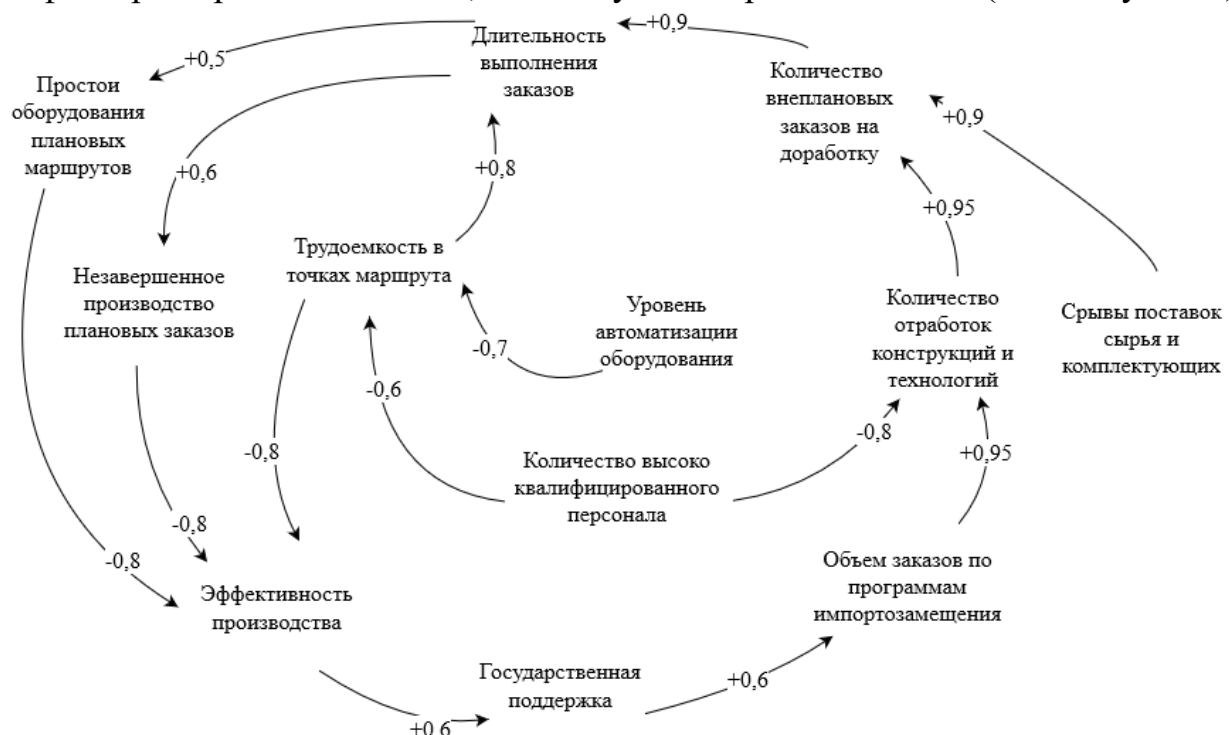 +0,9
Длительность
выполнения
заказов
+0,5
Простои
оборудования
плановых
маршрутов
Количество
внеплановых
заказов на
доработку
+0,9
+0,6
+0,8
+0,95
Трудоемкость в
точках маршрута
Незавершенное
производство
плановых заказов
Уровень
автоматизации
оборудования
Количество
отработок
конструкций и
технологий
Срывы поставок
сырья и
комплектующих
-0,7
-0,6
-0,8
-0,8
+0,95
Количество высоко
квалифицированного
персонала
-0,8
-0,8
Эффективность
производства
Объем заказов по
программам
импортозамещения
Государственная
поддержка
+0,6
+0,6